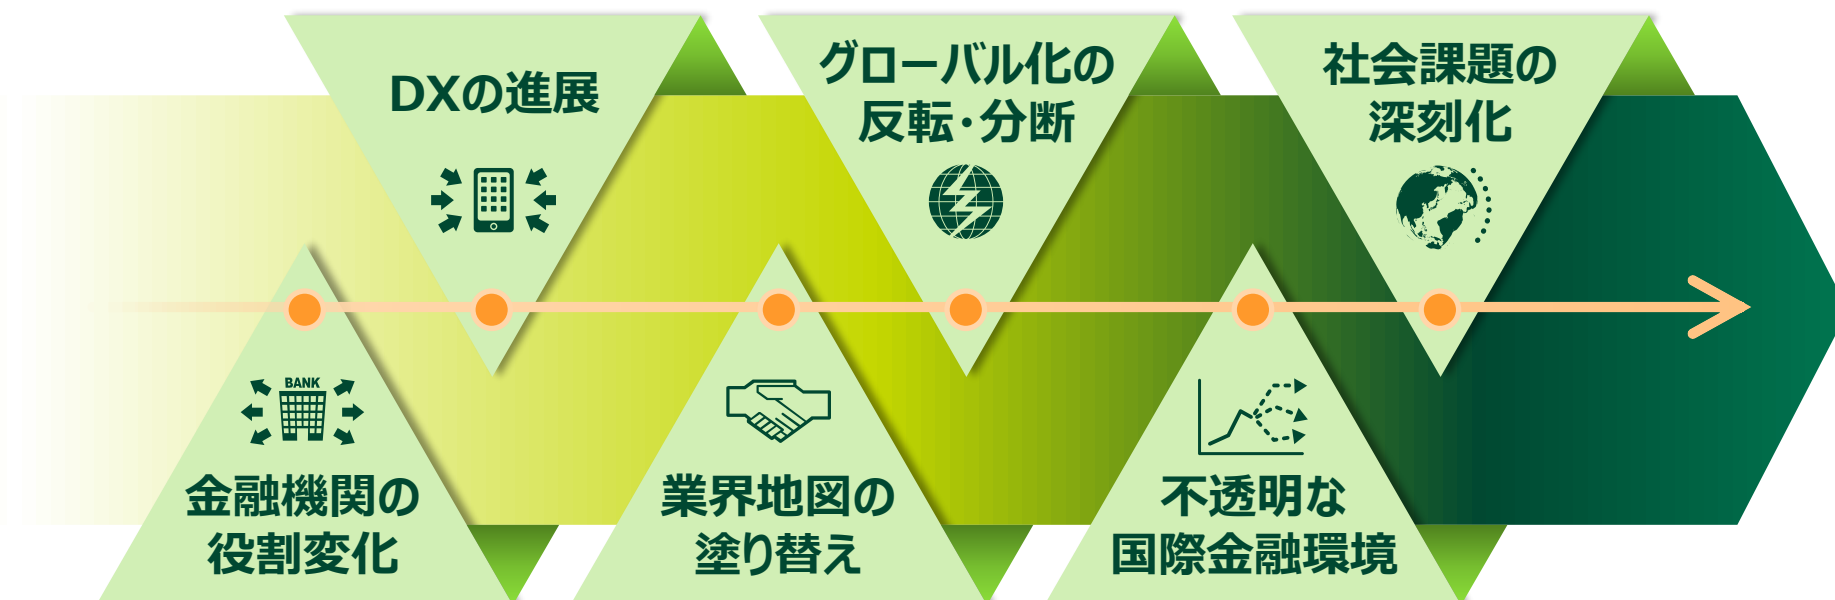 DXの進展
グローバル化の
反転・分断
社会課題の
深刻化
BANK
金融機関の
役割変化
業界地図の
塗り替え
不透明な
国際金融環境